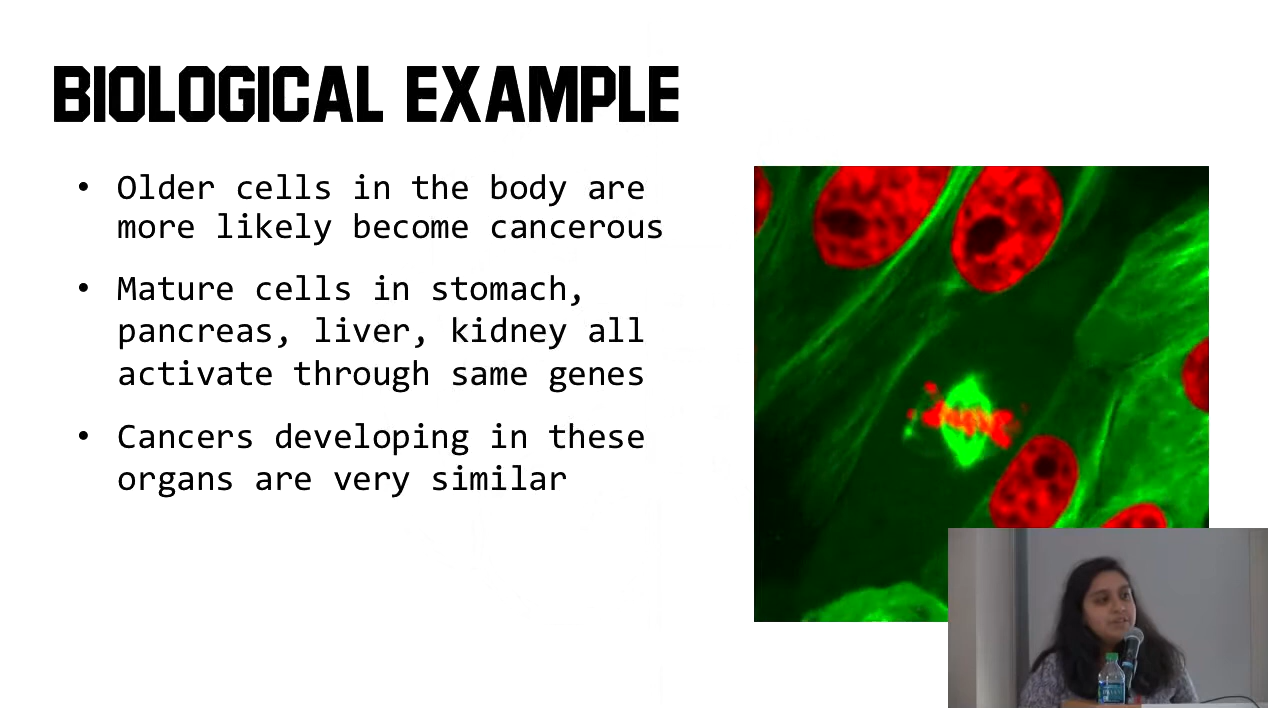 BIOLOGICAL EXAMPLE
• Older cells in the body are
more likely become cancerous
• Mature cells in stomach,
pancreas, liver, kidney all
activate through same genes
• Cancers developing in these
organs are very similar